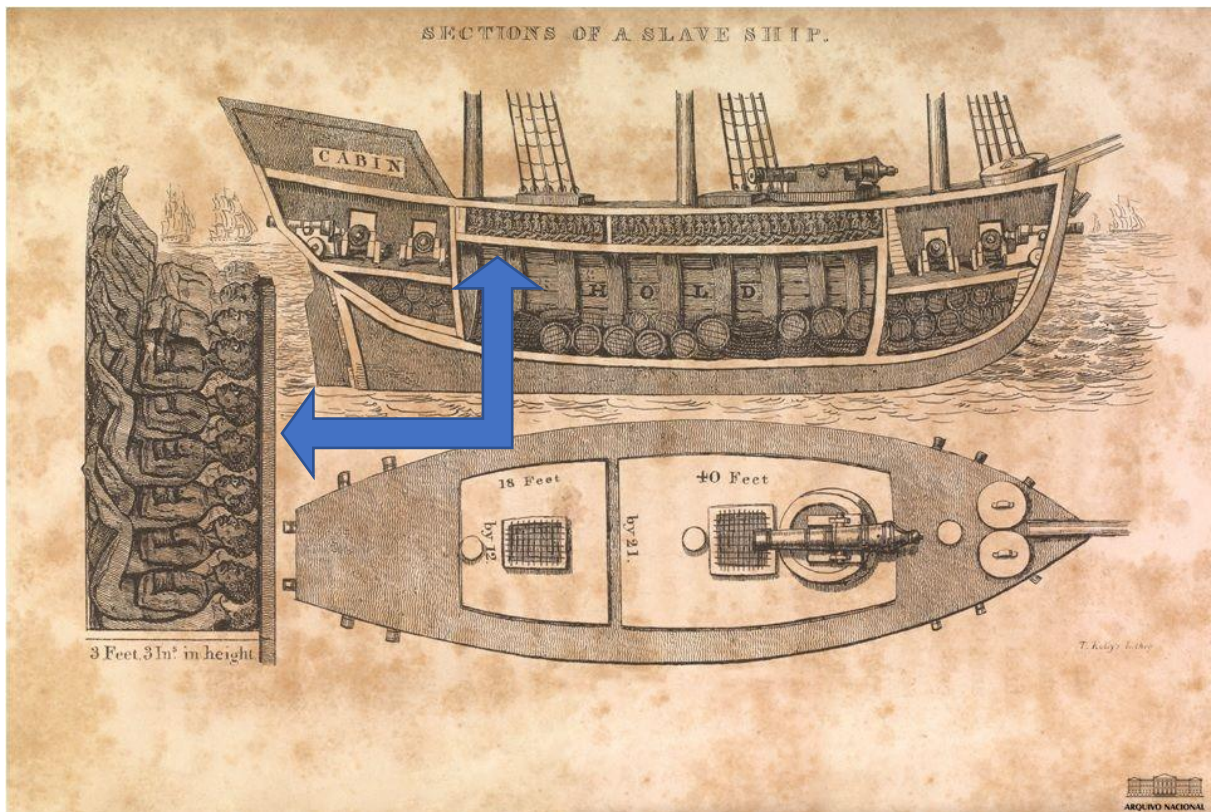 SECTIONS OF A SLAVE SHIP.
CABIN
HOLD
18 Feet
by 12.
40 Feet
by 21.
3 Feet. 3 Ins. in height
ARQUIVO NACIONAL